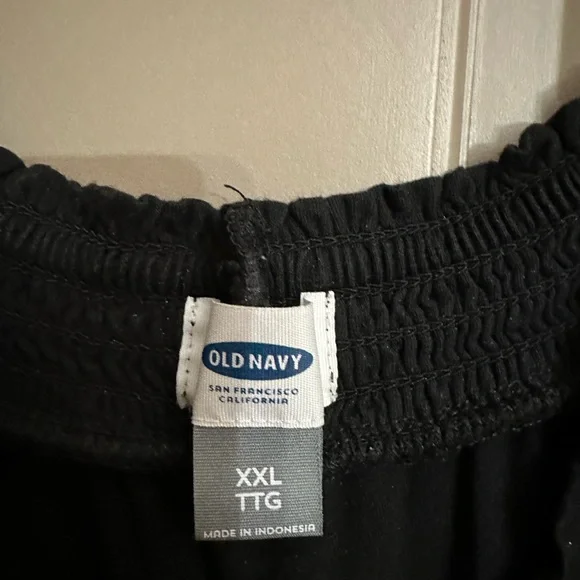 OLD NAVY
SAN FRANCISCO
CALIFORNIA
XXL
TTG
MADE IN INDONESIA